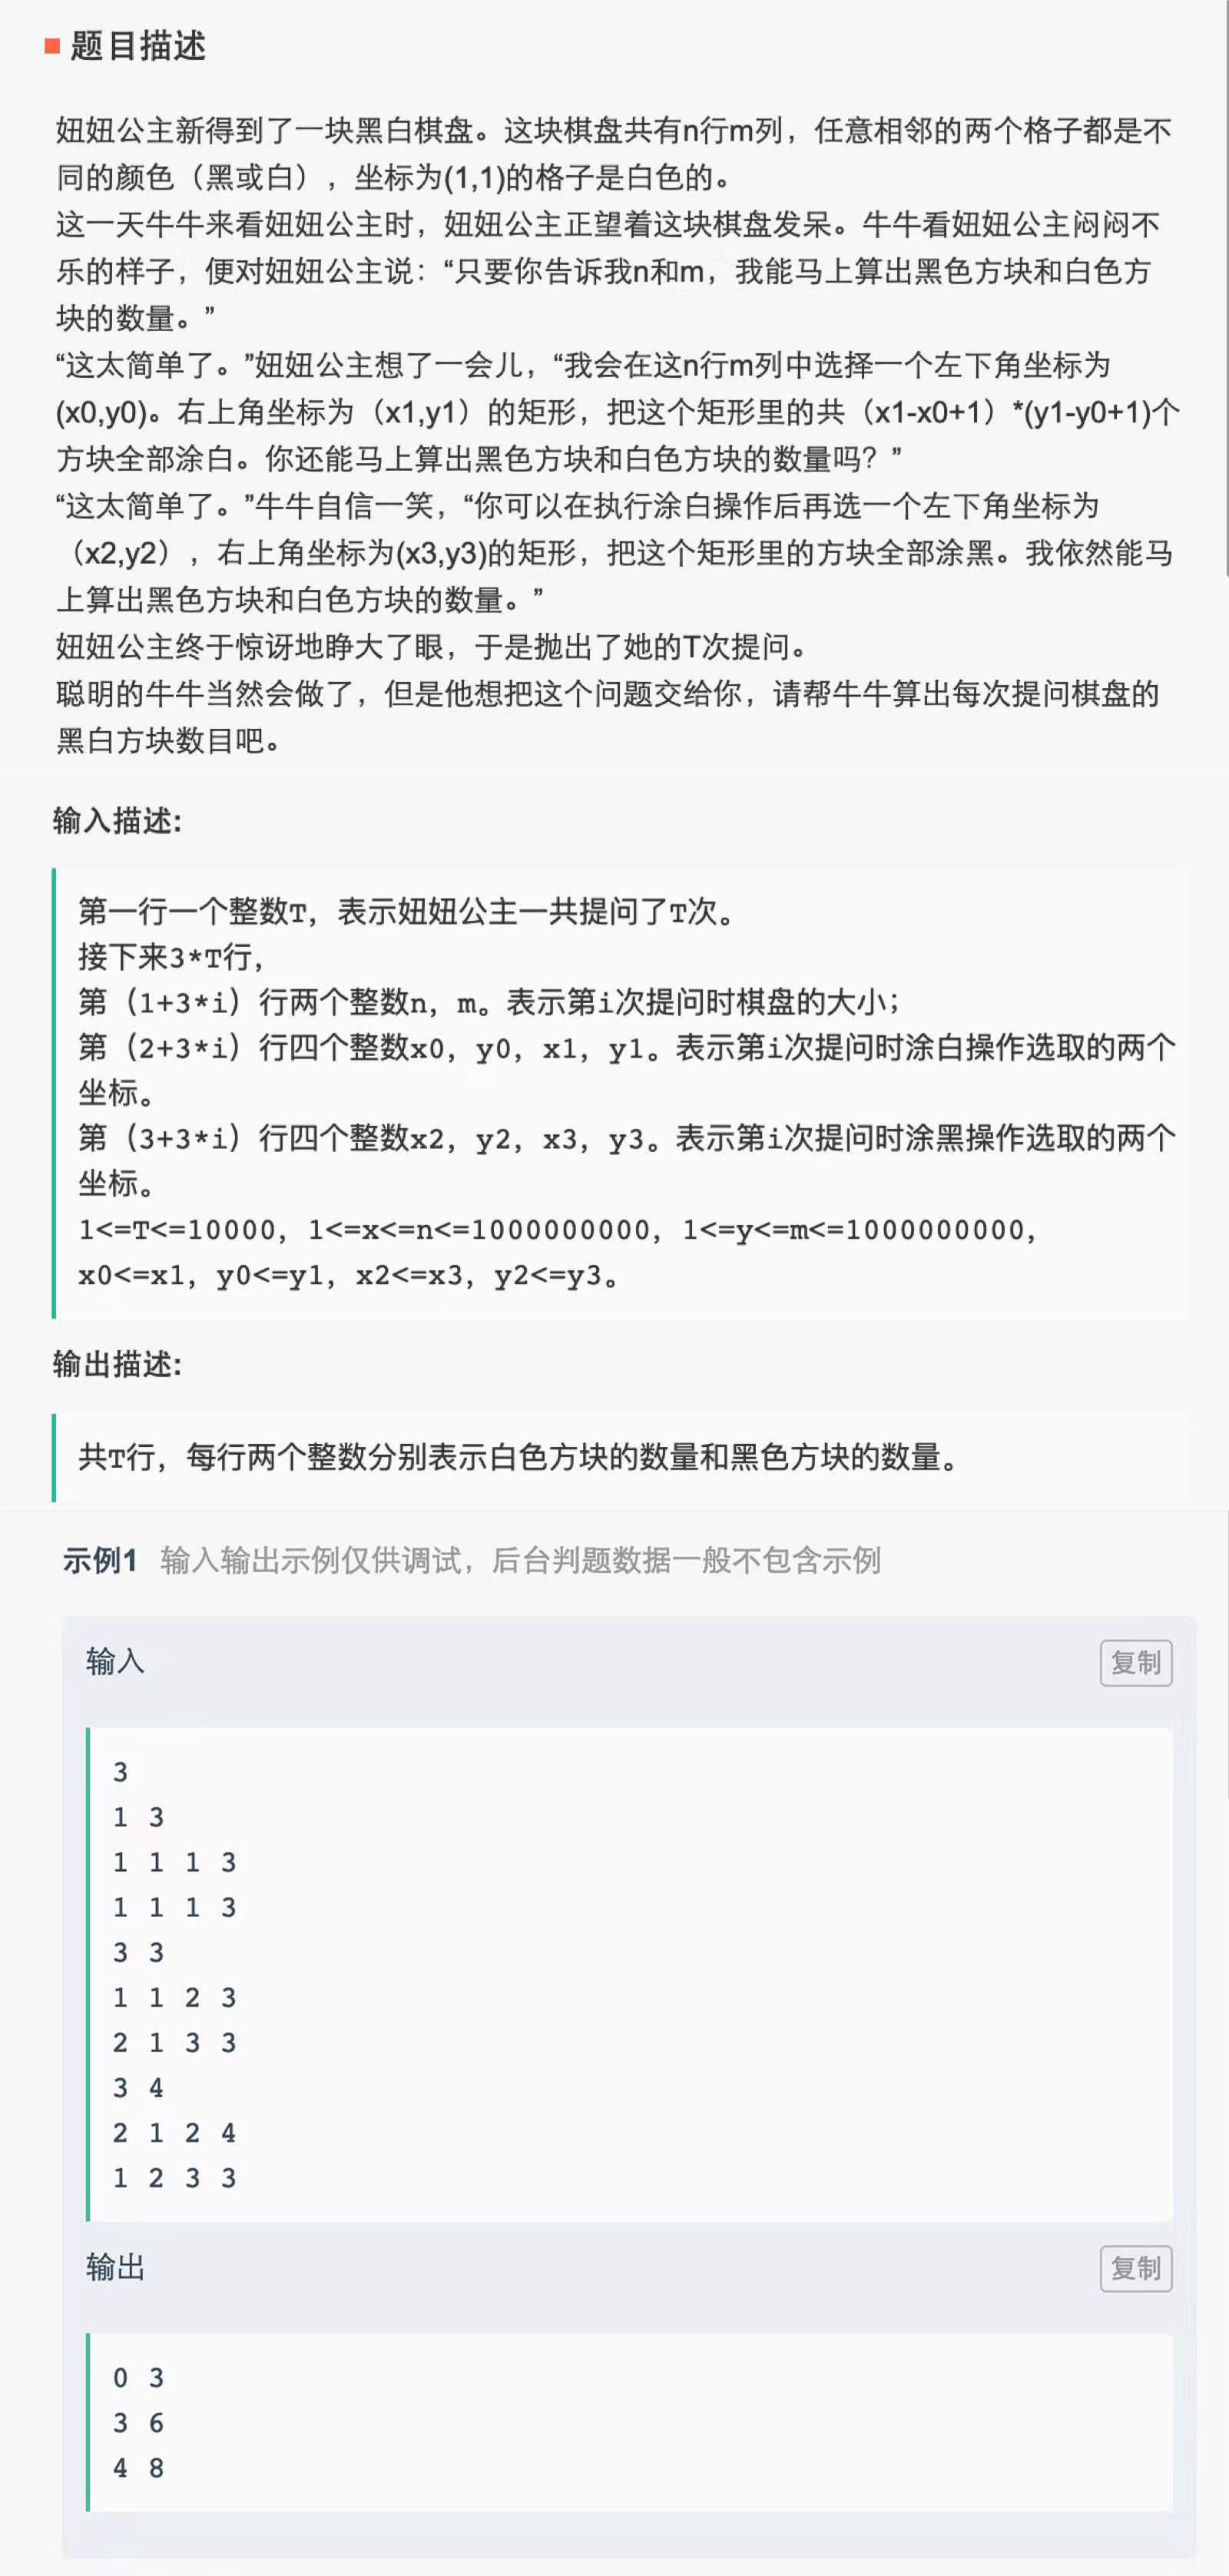 题目描述
妞妞公主新得到了一块黑白棋盘。这块棋盘共有n行m列，任意相邻的两个格子都是不
同的颜色（黑或白），坐标为(1,1)的格子是白色的。
这一天牛牛来看妞妞公主时，妞妞公主正望着这块棋盘发呆。牛牛看妞妞公主闷闷不
乐的样子，便对妞妞公主说：“只要你告诉我n和m，我能马上算出黑色方块和白色方
块的数量。”
“这太简单了。”妞妞公主想了一会儿，“我会在这n行m列中选择一个左下角坐标为
(x0,y0)。右上角坐标为（x1,y1）的矩形，把这个矩形里的共（x1-x0+1）*(y1-y0+1)个
方块全部涂白。你还能马上算出黑色方块和白色方块的数量吗？”
“这太简单了。”牛牛自信一笑，“你可以在执行涂白操作后再选一个左下角坐标为
（x2,y2），右上角坐标为(x3,y3)的矩形，把这个矩形里的方块全部涂黑。我依然能马
上算出黑色方块和白色方块的数量。”
妞妞公主终于惊讶地睁大了眼，于是抛出了她的T次提问。
聪明的牛牛当然会做了，但是他想把这个问题交给你，请帮牛牛算出每次提问棋盘的
黑白方块数目吧。
输入描述:
第一行一个整数T，表示妞妞公主一共提问了T次。
接下来3*T行，
第（1+3*i）行两个整数n，m。表示第i次提问时棋盘的大小；
第（2+3*i）行四个整数x0，y0，x1，y1。表示第i次提问时涂白操作选取的两个
坐标。
第（3+3*i）行四个整数x2，y2，x3，y3。表示第i次提问时涂黑操作选取的两个
坐标。
1<=T<=10000，1<=x<=n<=1000000000，1<=y<=m<=1000000000，
x0<=x1，y0<=y1，x2<=x3，y2<=y3。
输出描述:
共T行，每行两个整数分别表示白色方块的数量和黑色方块的数量。
示例1 输入输出示例仅供调试，后台判题数据一般不包含示例
输入 复制
3
1 3
1 1 1 3
1 1 1 3
3 3
1 1 2 3
2 1 3 3
3 4
2 1 2 4
1 2 3 3
输出 复制
0 3
3 6
4 8